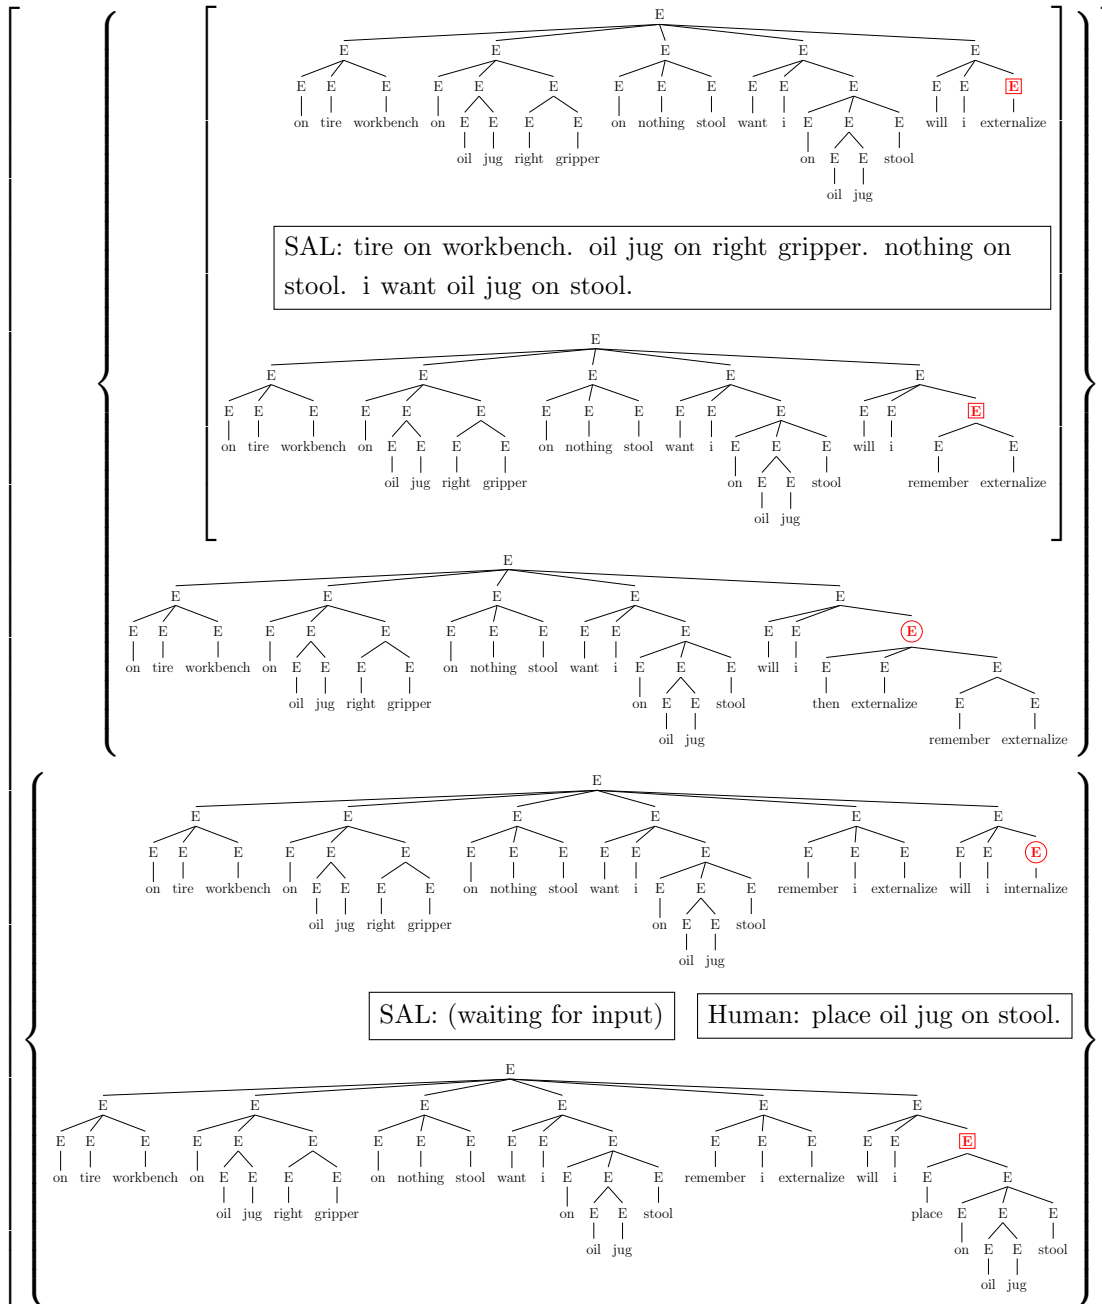 E
E E E E E
E E E E E E E E E E E E E E E
on tire workbench on E E E E on nothing stool want i E E E will i externalize
oil jug right gripper on E E stool
oil jug
SAL: tire on workbench. oil jug on right gripper. nothing on
stool. i want oil jug on stool.
E
E E E E E
E E E E E E E E E E E E E E E
on tire workbench on E E E E on nothing stool want i E E E will i E E
oil jug right gripper on E E stool remember externalize
oil jug
E
E E E E E
E E E E E E E E E E E E E E E
on tire workbench on E E E E on nothing stool want i E E E will i E E E
oil jug right gripper on E E stool then externalize E E
oil jug remember externalize
E
E E E E E E
E E E E E E E E E E E E E E E E E E
on tire workbench on E E E E on nothing stool want i E E E remember i externalize will i internalize
oil jug right gripper on E E stool
oil jug
SAL: (waiting for input) Human: place oil jug on stool.
E
E E E E E E
E E E E E E E E E E E E E E E E E E
on tire workbench on E E E E on nothing stool want i E E E remember i externalize will i E E
oil jug right gripper on E E stool place E E E
oil jug on E E stool
oil jug